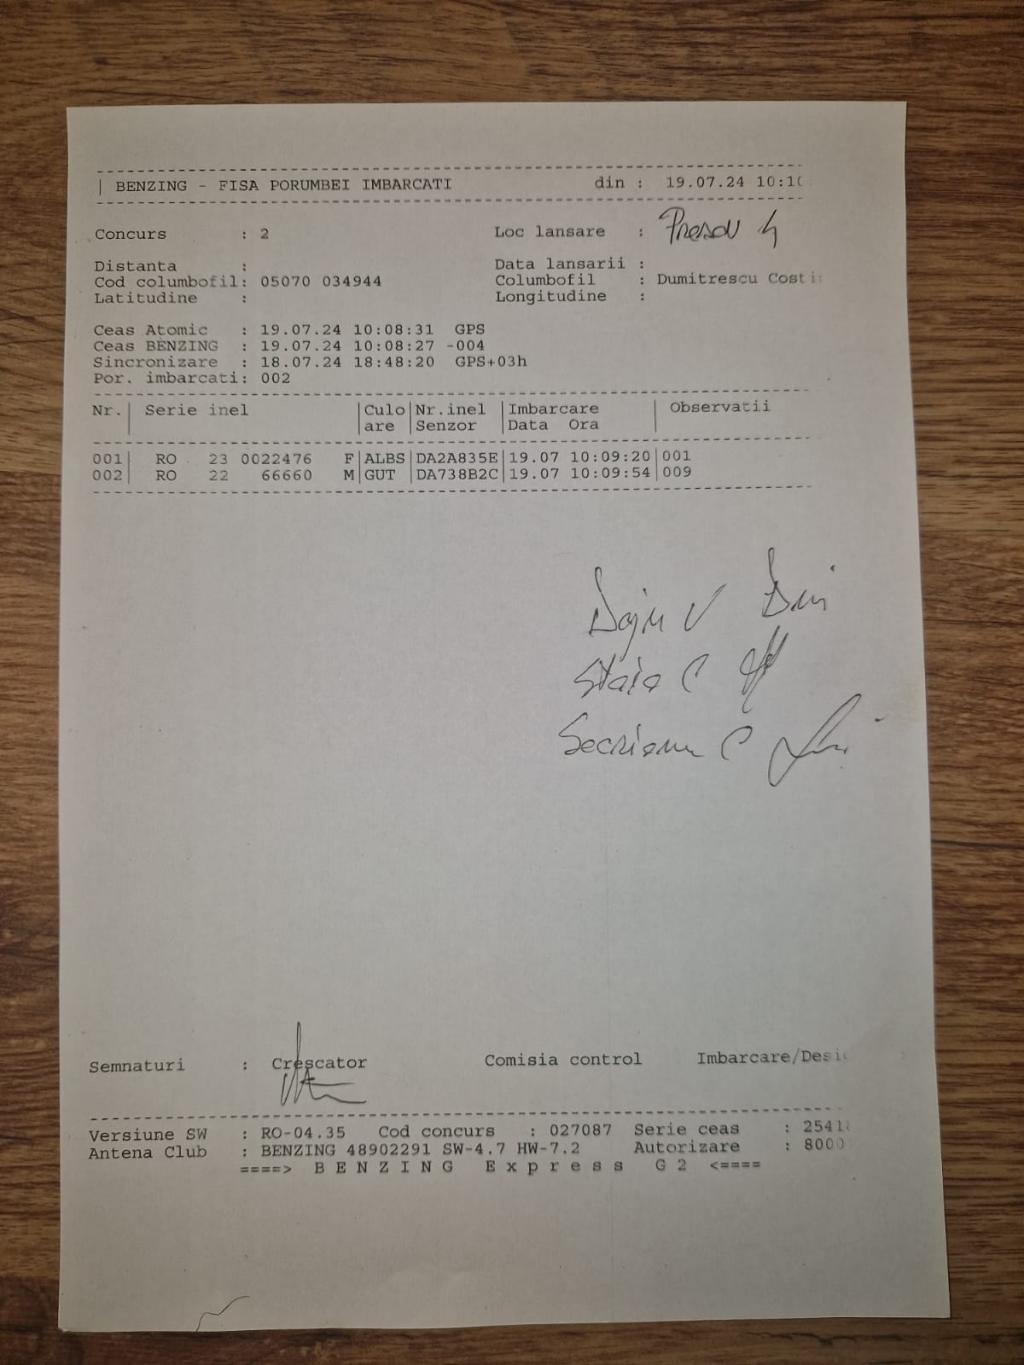 | BENZING - FISA PORUMBEI IMBARCATI din : 19.07.24 10:10
Concurs : 2 Loc lansare : Presov 4
Distanta : Data lansarii :
Cod columbofil: 05070 034944 Columbofil : Dumitrescu Costi
Latitudine : Longitudine :
Ceas Atomic : 19.07.24 10:08:31 GPS
Ceas BENZING : 19.07.24 10:08:27 -004
Sincronizare : 18.07.24 18:48:20 GPS+03h
Por. imbarcati: 002
Nr.| Serie inel |Culo|Nr.inel |Imbarcare | Observatii
| |are |Senzor |Data Ora |
001| RO 23 0022476 F|ALBS|DA2A835E|19.07 10:09:20|001
002| RO 22 66660 M|GUT |DA738B2C|19.07 10:09:54|009
Staia C
Secrieru C
Semnaturi : Crescator Comisia control Imbarcare/Des
Versiune SW : RO-04.35 Cod concurs : 027087 Serie ceas : 2541
Antena Club : BENZING 48902291 SW-4.7 HW-7.2 Autorizare : 800
====> B E N Z I N G E x p r e s s G 2 <====